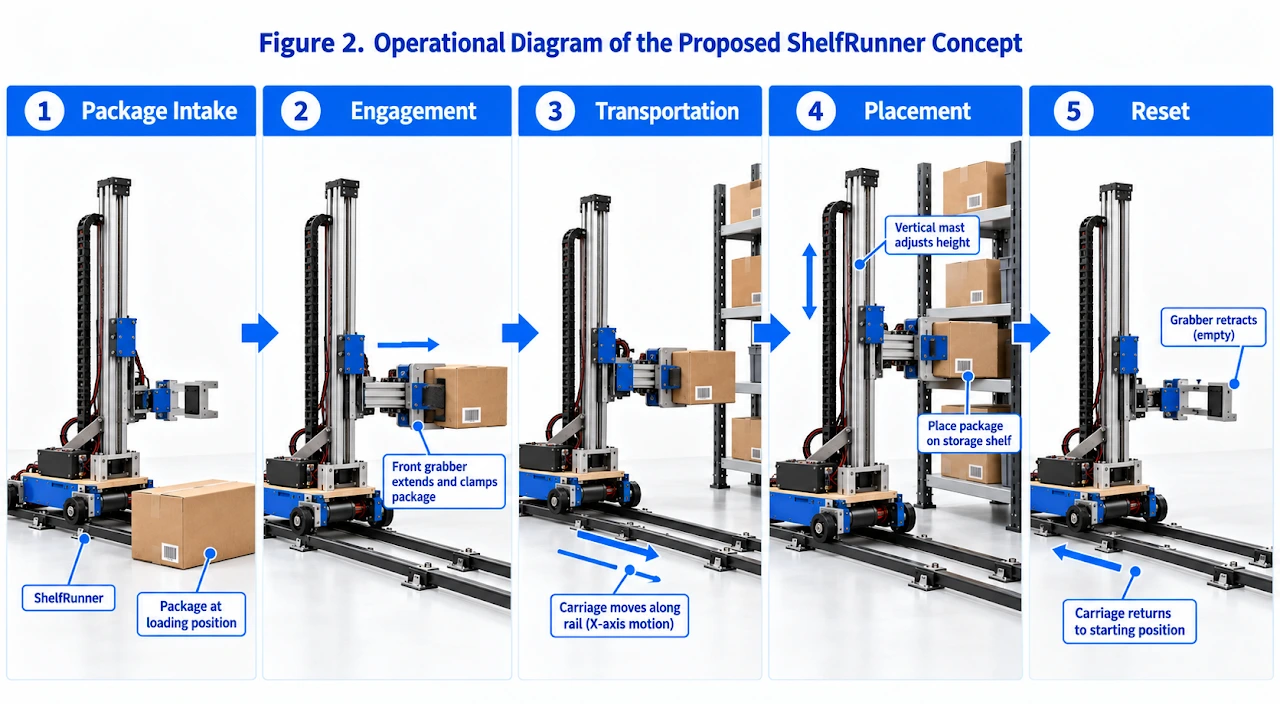 Figure 2. Operational Diagram of the Proposed ShelfRunner Concept
1 Package Intake
ShelfRunner
Package at
loading position
2 Engagement
Front grabber
extends and clamps
package
3 Transportation
Carriage moves along
rail (X-axis motion)
4 Placement
Vertical mast
adjusts height
Place package
on storage shelf
5 Reset
Grabber retracts
(empty)
Carriage returns
to starting position